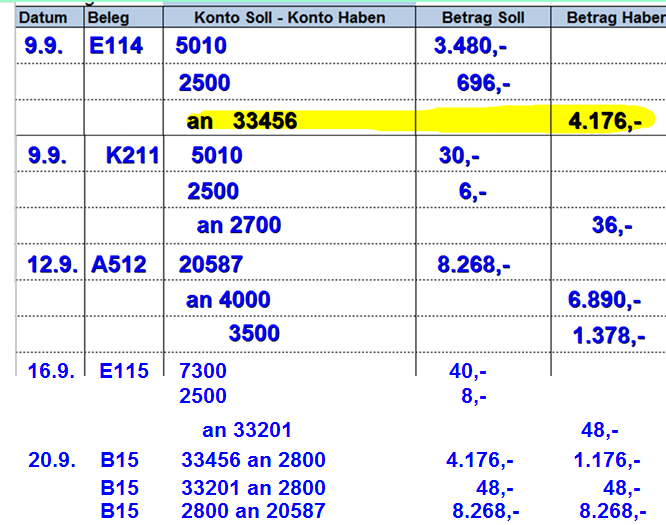 Datum Beleg Konto Soll - Konto Haben Betrag Soll Betrag Haben
9.9. E114 5010 3.480,-
2500 696,-
an 33456 4.176,-
9.9. K211 5010 30,-
2500 6,-
an 2700 36,-
12.9. A512 20587 8.268,-
an 4000 6.890,-
3500 1.378,-
16.9. E115 7300 40,-
2500 8,-
an 33201 48,-
20.9. B15 33456 an 2800 4.176,- 1.176,-
B15 33201 an 2800 48,- 48,-
B15 2800 an 20587 8.268,- 8.268,-